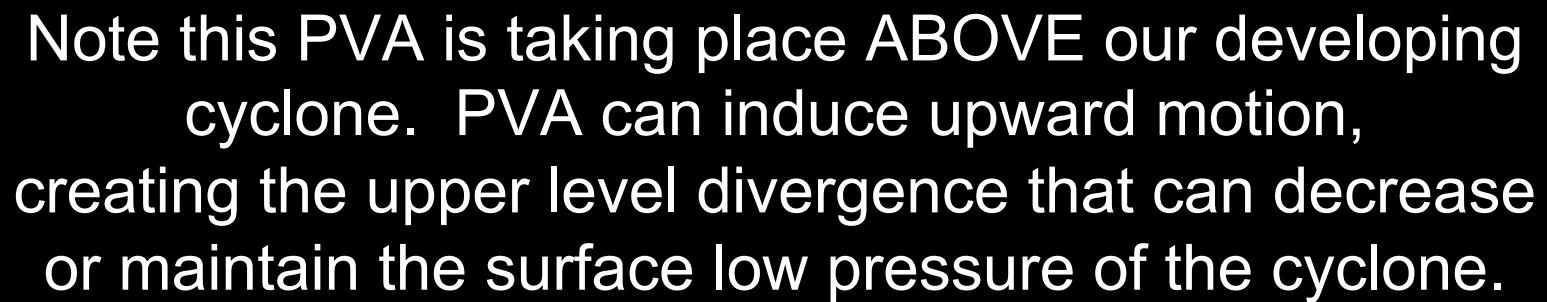 Note this PVA is taking place ABOVE our developing
cyclone.  PVA can induce upward motion,
creating the upper level divergence that can decrease
or maintain the surface low pressure of the cyclone.